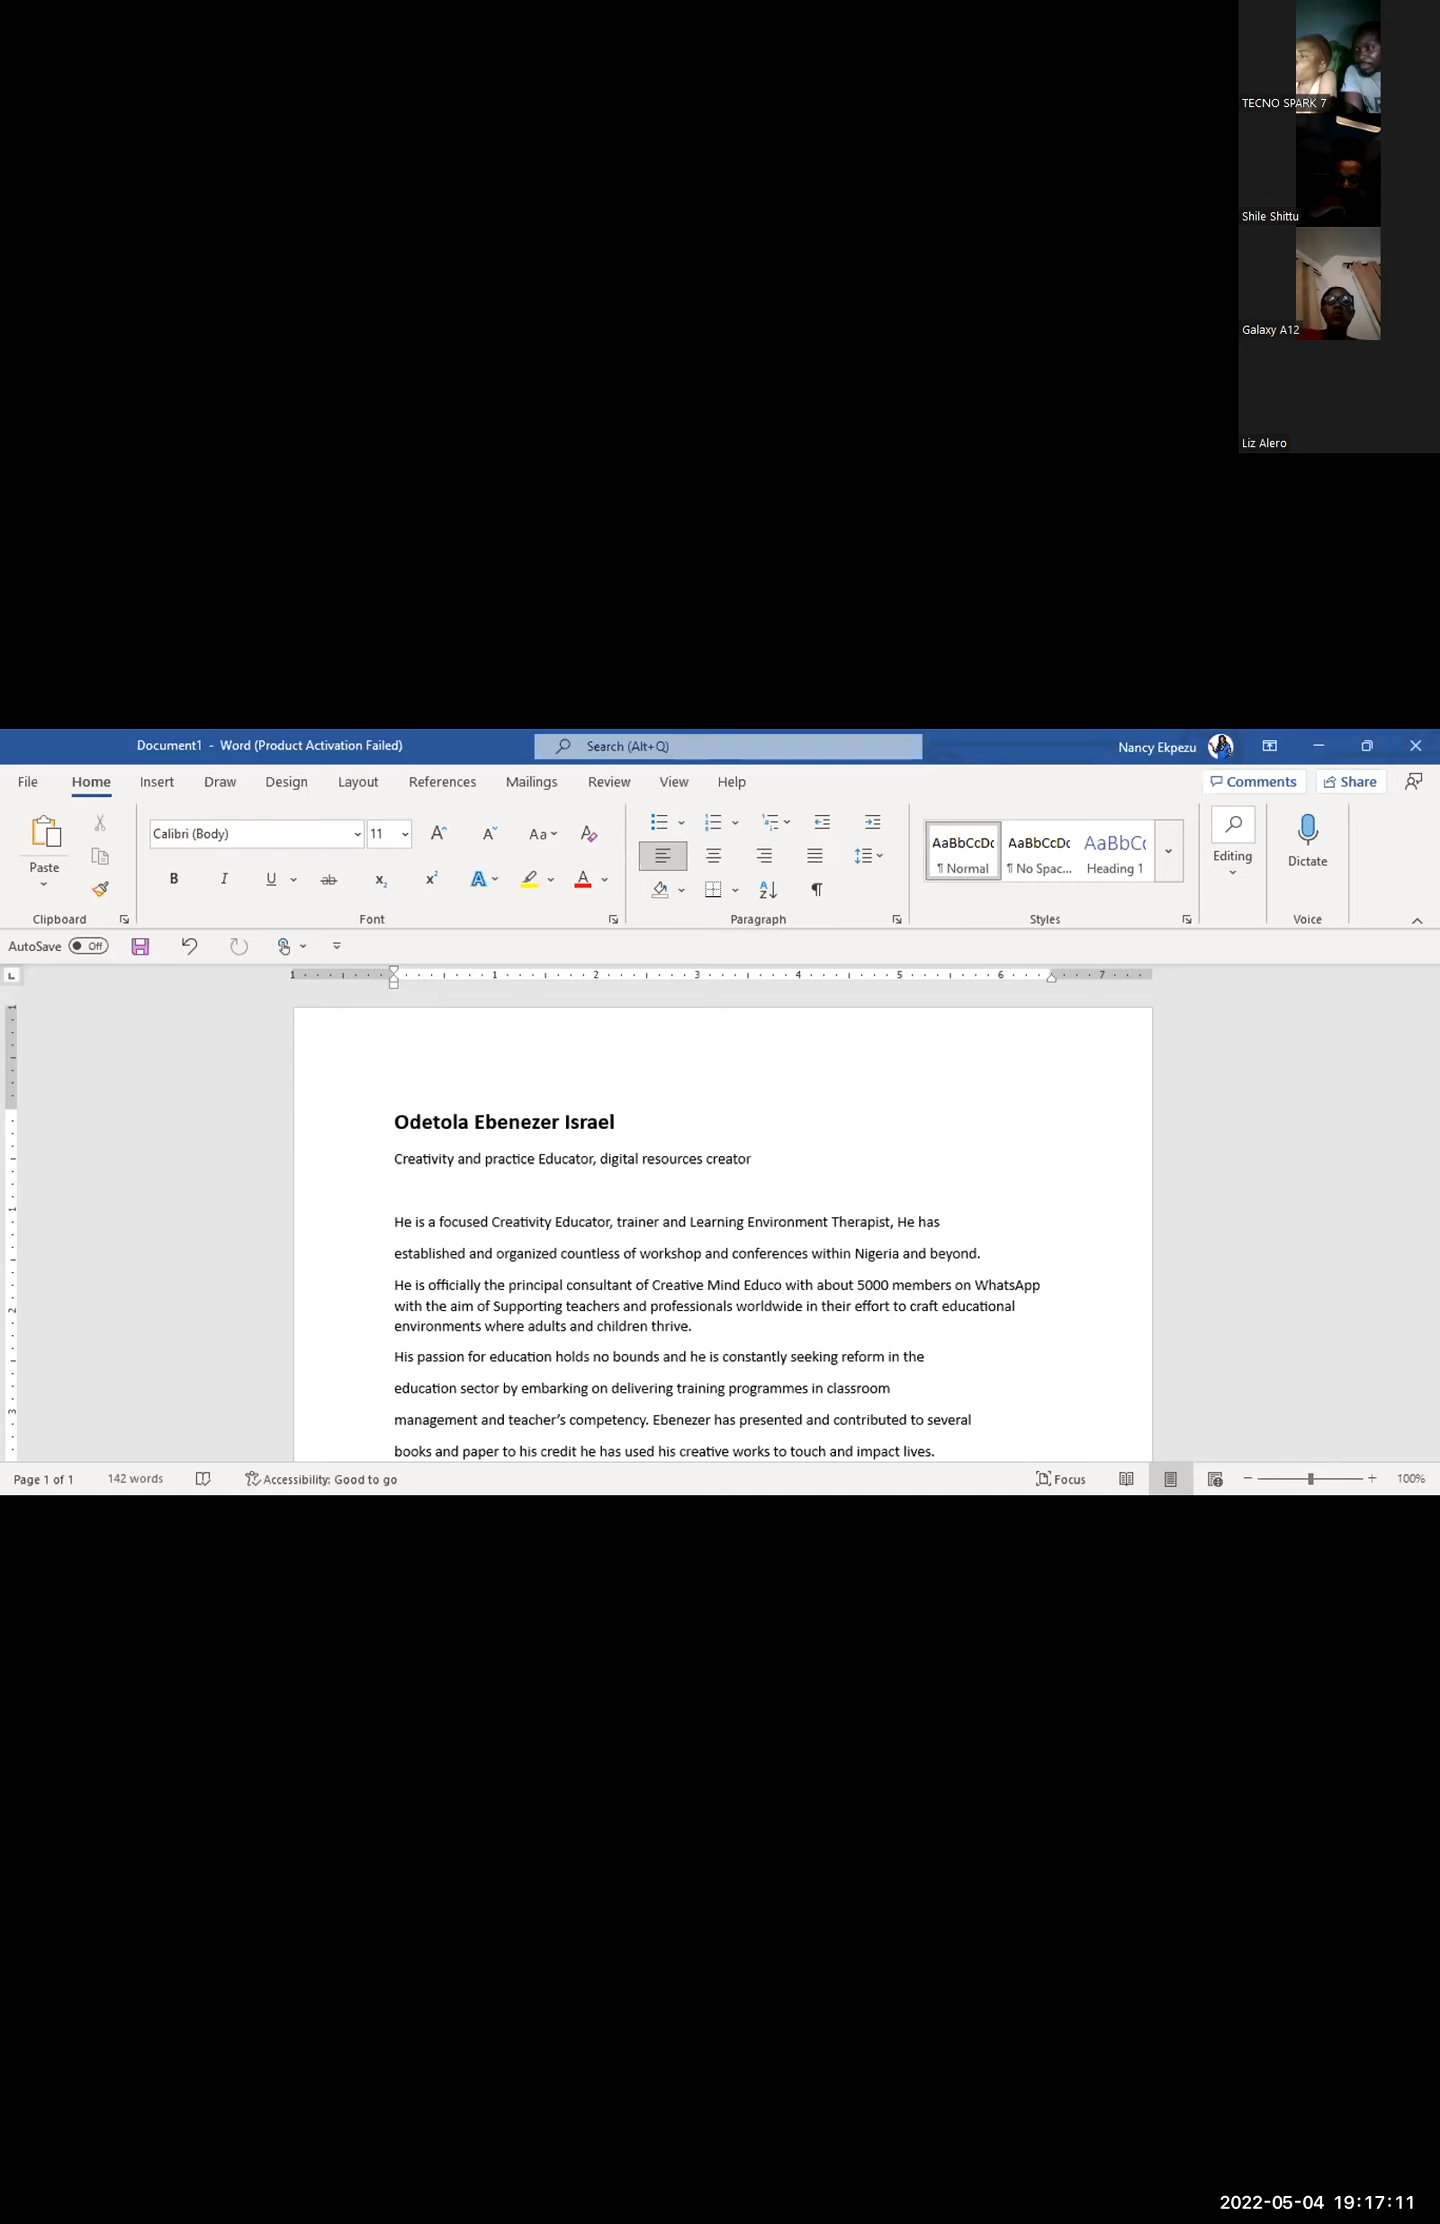 TECNO SPARK 7
Shile Shittu
Galaxy A12
Liz Alero
Document1 - Word (Product Activation Failed)
Search (Alt+Q)
Nancy Ekpezu
File Home Insert Draw Design Layout References Mailings Review View Help
Comments Share
Calibri (Body) 11
Paste
Clipboard Font Paragraph Styles Voice
AaBbCcDc AaBbCcDc AaBbCc
¶ Normal ¶ No Spac... Heading 1
Editing
Dictate
AutoSave Off
1 1 2 3 4 5 6 7
Odetola Ebenezer Israel
Creativity and practice Educator, digital resources creator
He is a focused Creativity Educator, trainer and Learning Environment Therapist, He has
established and organized countless of workshop and conferences within Nigeria and beyond.
He is officially the principal consultant of Creative Mind Educo with about 5000 members on WhatsApp
with the aim of Supporting teachers and professionals worldwide in their effort to craft educational
environments where adults and children thrive.
His passion for education holds no bounds and he is constantly seeking reform in the
education sector by embarking on delivering training programmes in classroom
management and teacher’s competency. Ebenezer has presented and contributed to several
books and paper to his credit he has used his creative works to touch and impact lives.
Page 1 of 1 142 words Accessibility: Good to go Focus 100%
2022-05-04 19:17:11